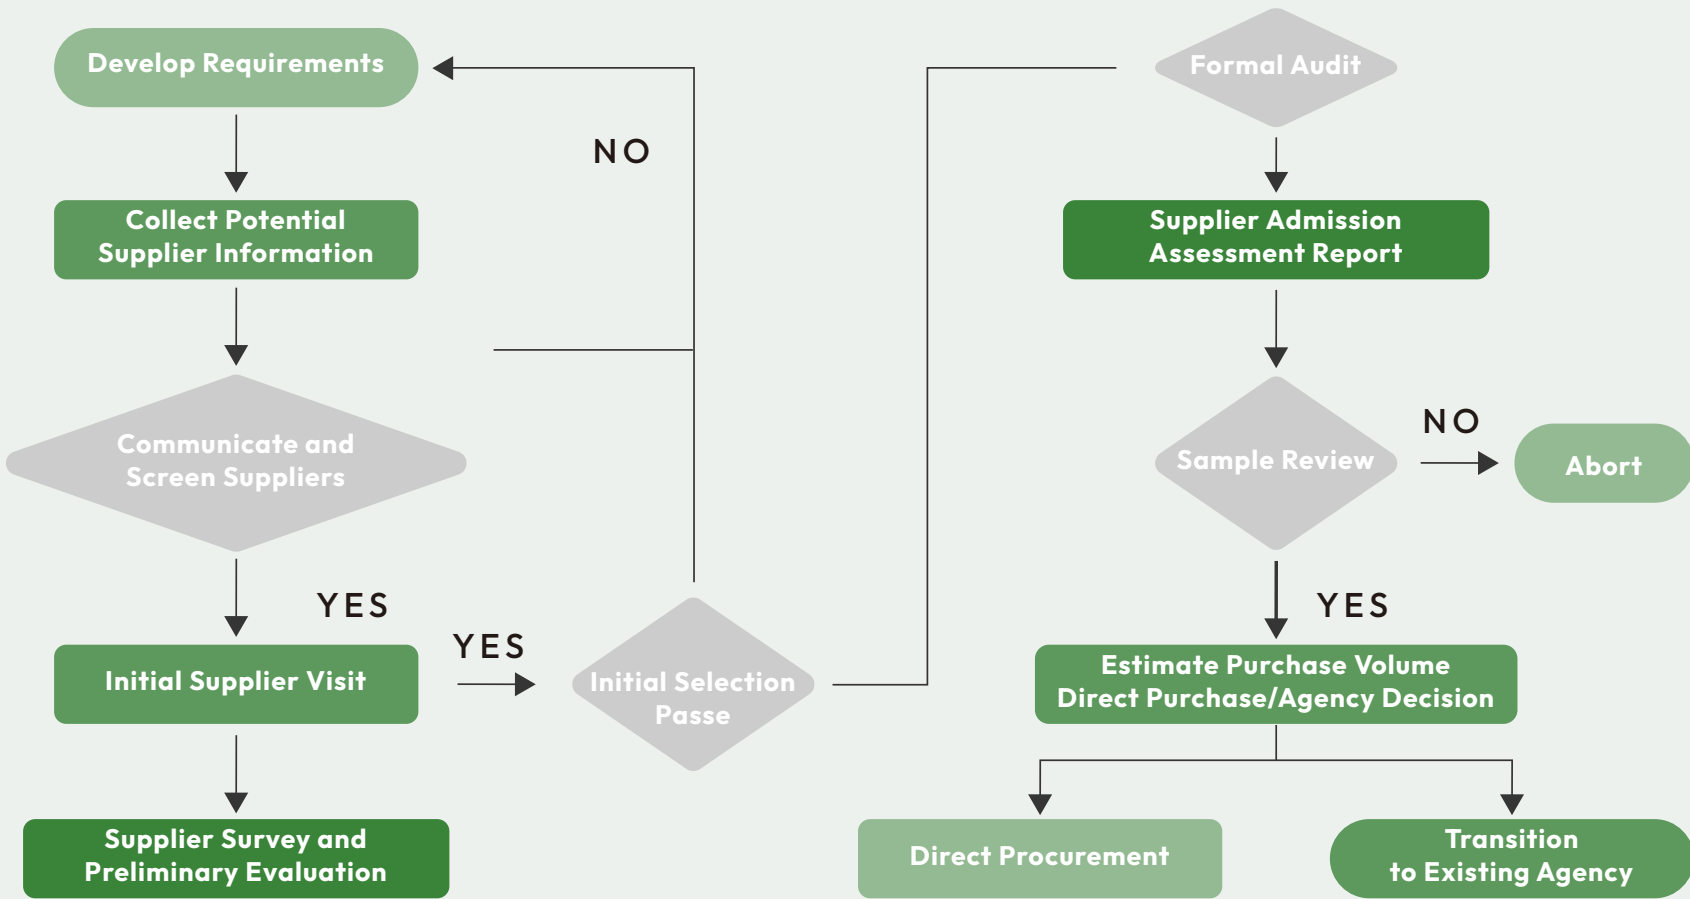 Develop Requirements
NO
Collect Potential
Supplier Information
Communicate and
Screen Suppliers
YES
Initial Supplier Visit
YES
Initial Selection
Passe
Supplier Survey and
Preliminary Evaluation
Formal Audit
Supplier Admission
Assessment Report
Sample Review
NO
Abort
YES
Estimate Purchase Volume
Direct Purchase/Agency Decision
Direct Procurement
Transition
to Existing Agency